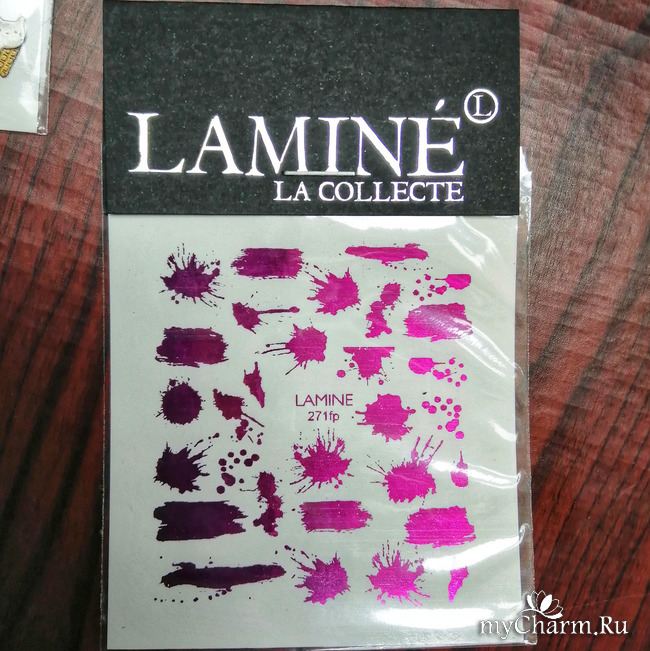 LAMINÉ L
LA COLLECTE
LAMINE
271fp
myCharm.Ru